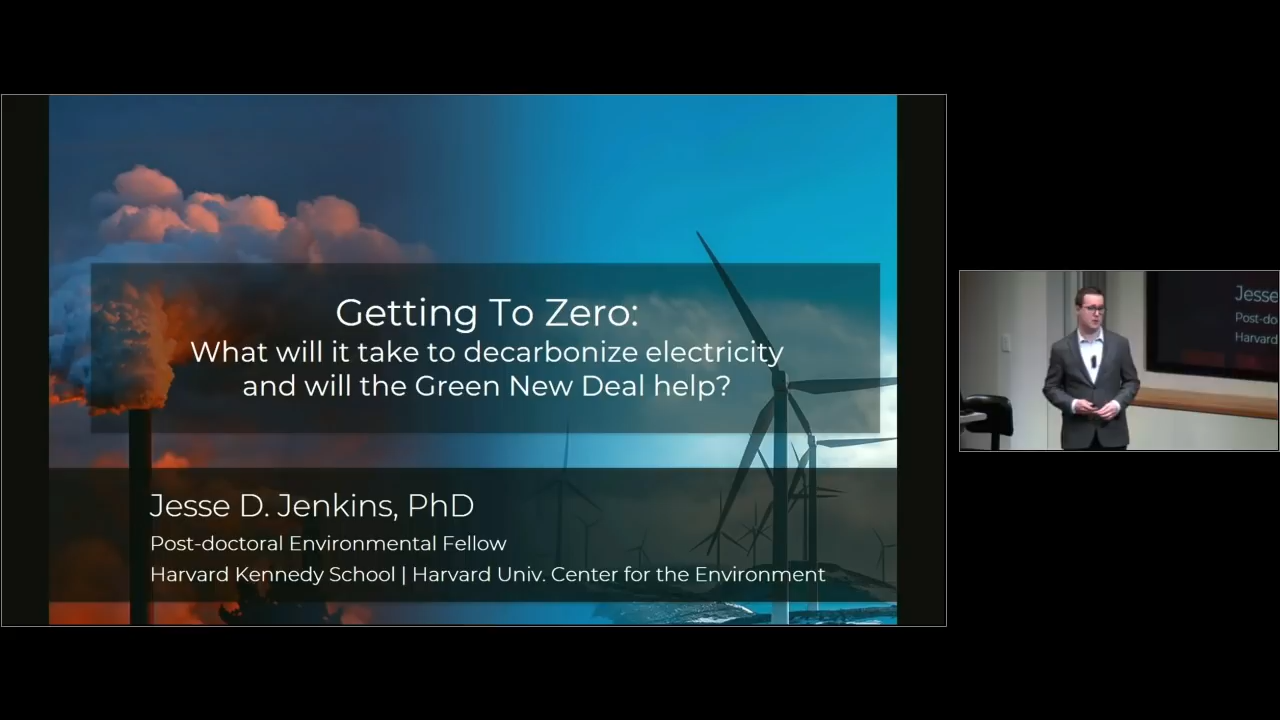 Getting To Zero:
What will it take to decarbonize electricity
and will the Green New Deal help?
Jesse D. Jenkins, PhD
Post-doctoral Environmental Fellow
Harvard Kennedy School | Harvard Univ. Center for the Environment
Jesse
Post-do
Harvard